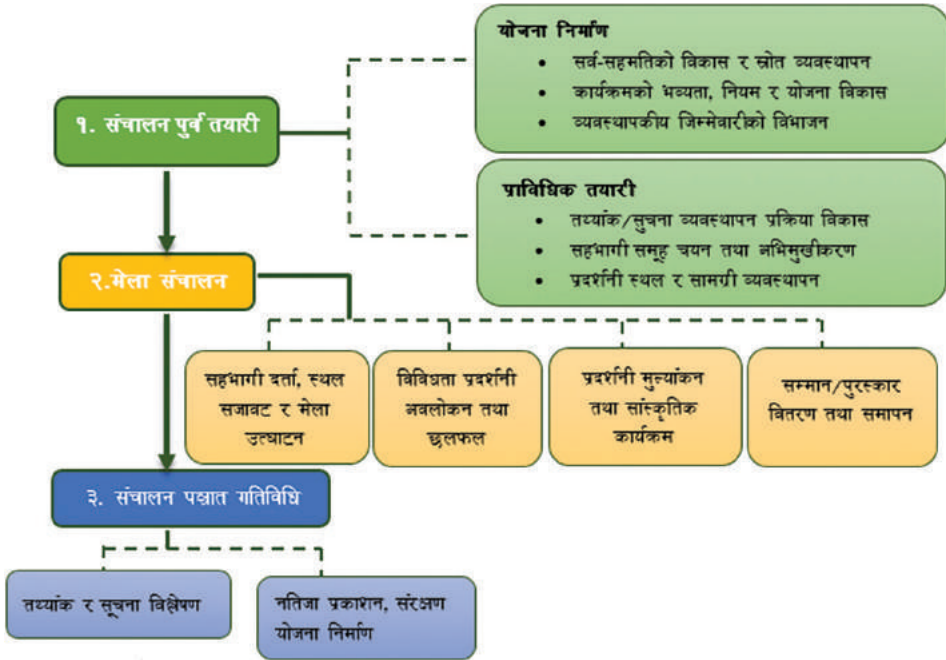 योजना निर्माण
• सर्व-सहमतिको विकास र स्रोत व्यवस्थापन
• कार्यक्रमको भव्यता, नियम र योजना विकास
• व्यवस्थापकीय जिम्मेवारीको विभाजन
१. संचालन पुर्व तयारी
प्राविधिक तयारी
• तथ्यांक/सुचना व्यवस्थापन प्रक्रिया विकास
• सहभागी समूह चयन तथा अभिमुखीकरण
• प्रदर्शनी स्थल र सामग्री व्यवस्थापन
२.मेला संचालन
सहभागी दर्ता, स्थल
सजावट र मेला
उत्घाटन
विविधता प्रदर्शनी
अवलोकन तथा
छलफल
प्रदर्शनी मुल्यांकन
तथा सांस्कृतिक
कार्यक्रम
सम्मान/पुरस्कार
वितरण तथा समापन
३. संचालन पश्चात गतिविधि
तथ्यांक र सूचना विश्लेषण
नतिजा प्रकाशन, संरक्षण
योजना निर्माण